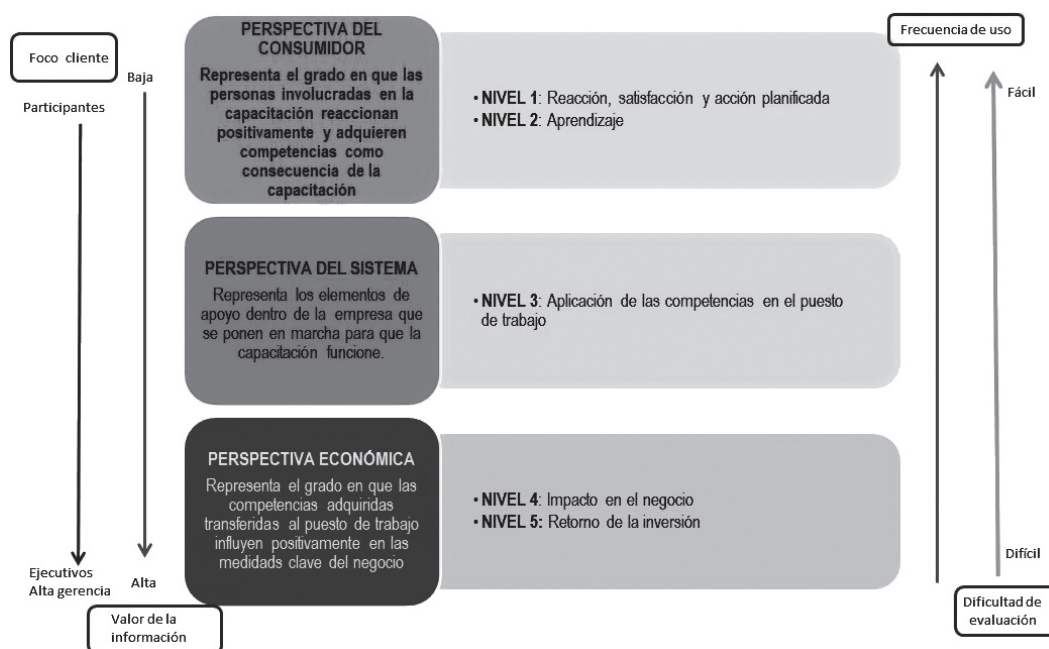 Foco cliente
Participantes
Baja
PERSPECTIVA DEL
CONSUMIDOR
Representa el grado en que las
personas involucradas en la
capacitación reaccionan
positivamente y adquieren
competencias como
consecuencia de la
capacitación
• NIVEL 1: Reacción, satisfacción y acción planificada
• NIVEL 2: Aprendizaje
Frecuencia de uso
Fácil
PERSPECTIVA DEL SISTEMA
Representa los elementos de
apoyo dentro de la empresa que
se ponen en marcha para que la
capacitación funcione.
• NIVEL 3: Aplicación de las competencias en el puesto
de trabajo
PERSPECTIVA ECONÓMICA
Representa el grado en que las
competencias adquiridas
transferidas al puesto de trabajo
influyen positivamente en las
medidads clave del negocio
• NIVEL 4: Impacto en el negocio
• NIVEL 5: Retorno de la inversión
Ejecutivos
Alta gerencia
Alta
Valor de la
información
Difícil
Dificultad de
evaluación